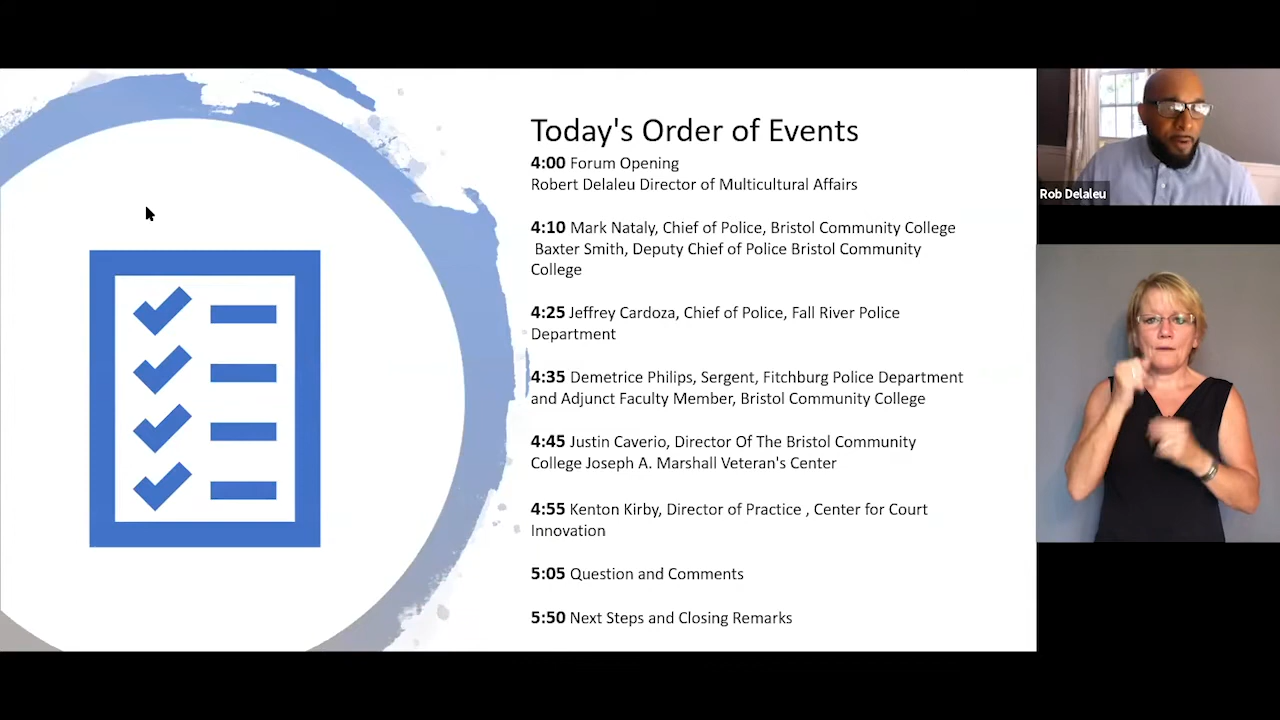 Today's Order of Events
4:00 Forum Opening
Robert Delaleu Director of Multicultural Affairs
4:10 Mark Nataly, Chief of Police, Bristol Community College
Baxter Smith, Deputy Chief of Police Bristol Community
College
4:25 Jeffrey Cardoza, Chief of Police, Fall River Police
Department
4:35 Demetrice Philips, Sergent, Fitchburg Police Department
and Adjunct Faculty Member, Bristol Community College
4:45 Justin Caverio, Director Of The Bristol Community
College Joseph A. Marshall Veteran's Center
4:55 Kenton Kirby, Director of Practice , Center for Court
Innovation
5:05 Question and Comments
5:50 Next Steps and Closing Remarks
Rob Delaleu